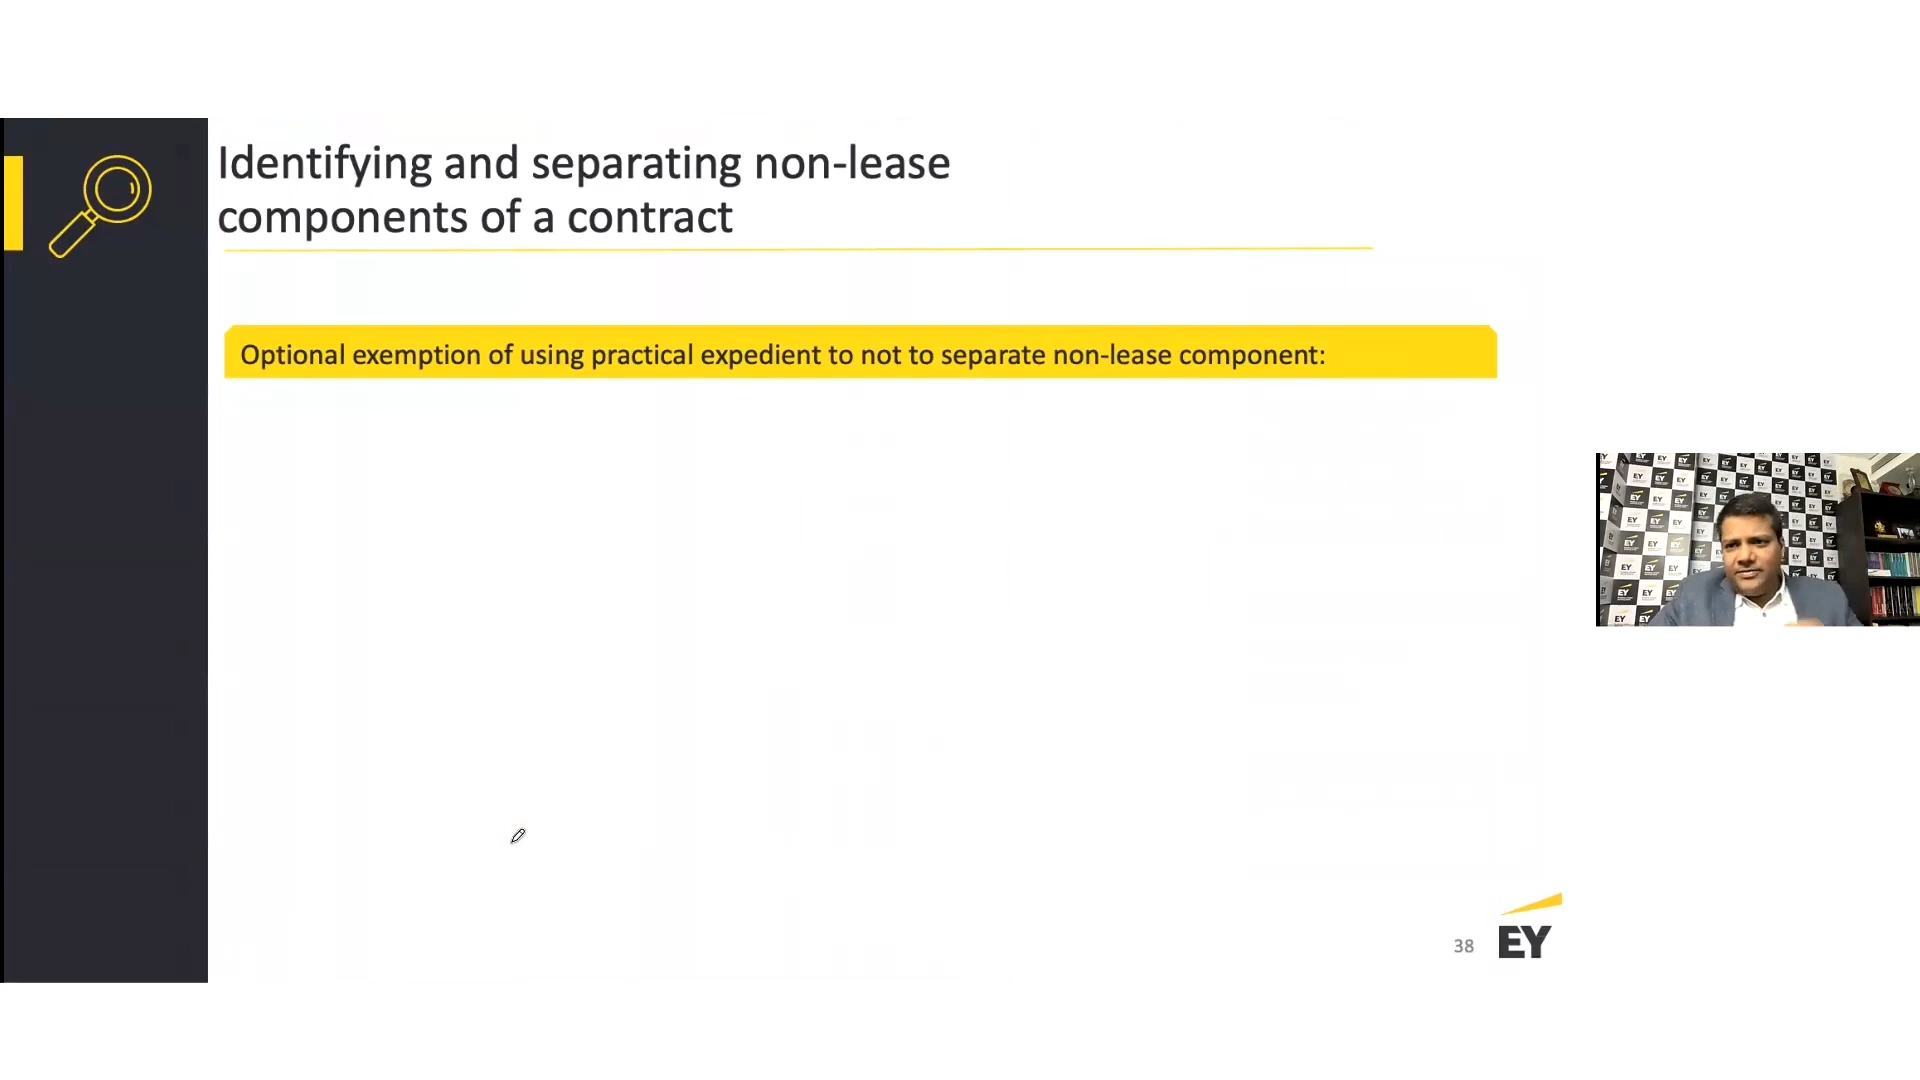 Identifying and separating non-lease
components of a contract
Optional exemption of using practical expedient to not to separate non-lease component:
38
EY